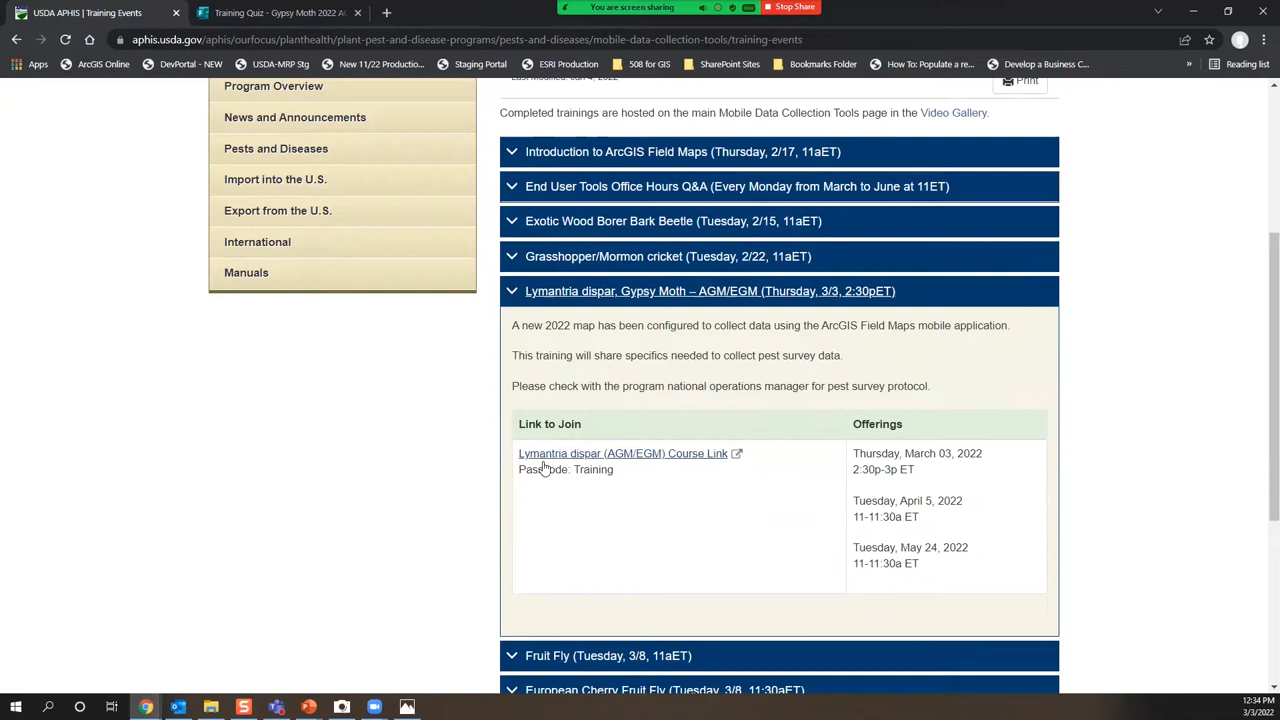 USDA APHIS | Training Events
Training Quiz - Gypsy Moth 2022 AG
You are screen sharing
Stop Share
aphis.usda.gov/aphis/ourfocus/planthealth/plant-pest-and-disease-programs/pests-and-diseases/mobile-data-collection-tools/training-events
Apps
ArcGIS Online
DevPortal - NEW
USDA-MRP Stg
New 11/22 Productio...
Staging Portal
ESRI Production
508 for GIS
SharePoint Sites
Bookmarks Folder
How To: Populate a re...
Develop a Business C...
»
Reading list
Program Overview
News and Announcements
Pests and Diseases
Import into the U.S.
Export from the U.S.
International
Manuals
Last Modified: Jan 4, 2022
Print
Completed trainings are hosted on the main Mobile Data Collection Tools page in the Video Gallery.
Introduction to ArcGIS Field Maps (Thursday, 2/17, 11aET)
End User Tools Office Hours Q&A (Every Monday from March to June at 11ET)
Exotic Wood Borer Bark Beetle (Tuesday, 2/15, 11aET)
Grasshopper/Mormon cricket (Tuesday, 2/22, 11aET)
Lymantria dispar, Gypsy Moth – AGM/EGM (Thursday, 3/3, 2:30pET)
A new 2022 map has been configured to collect data using the ArcGIS Field Maps mobile application.
This training will share specifics needed to collect pest survey data.
Please check with the program national operations manager for pest survey protocol.
Link to Join
Offerings
Lymantria dispar (AGM/EGM) Course Link
Passcode: Training
Thursday, March 03, 2022
2:30p-3p ET
Tuesday, April 5, 2022
11-11:30a ET
Tuesday, May 24, 2022
11-11:30a ET
Fruit Fly (Tuesday, 3/8, 11aET)
European Cherry Fruit Fly (Tuesday, 3/8, 11:30aET)
12:34 PM
3/3/2022